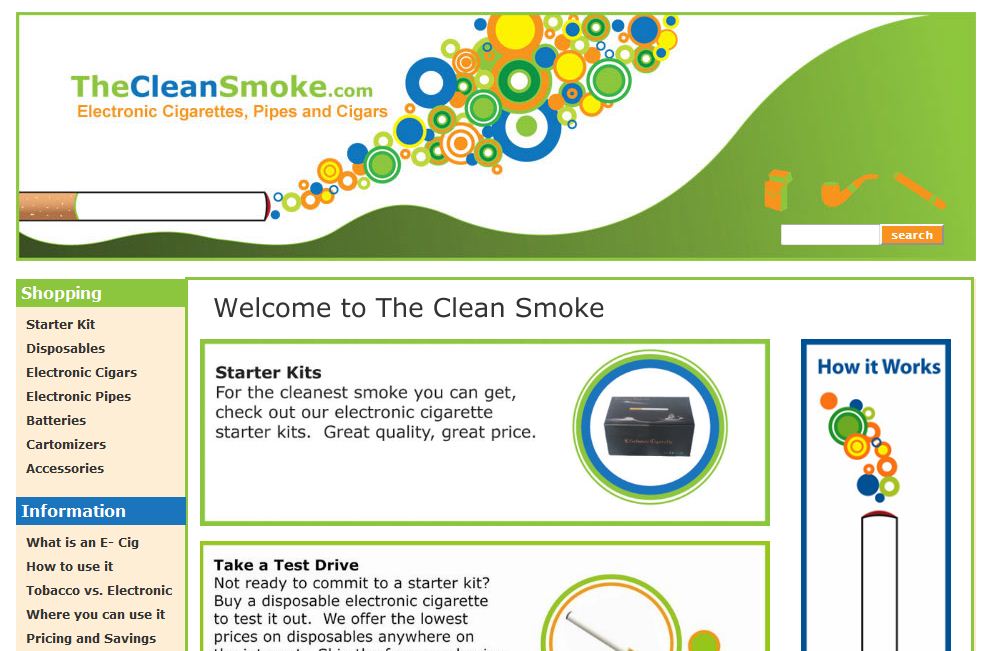 TheCleanSmoke.com
Electronic Cigarettes, Pipes and Cigars
search
Shopping
Starter Kit
Disposables
Electronic Cigars
Electronic Pipes
Batteries
Cartomizers
Accessories
Information
What is an E- Cig
How to use it
Tobacco vs. Electronic
Where you can use it
Pricing and Savings
Welcome to The Clean Smoke
Starter Kits
For the cleanest smoke you can get,
check out our electronic cigarette
starter kits. Great quality, great price.
Electronic Cigarette
Take a Test Drive
Not ready to commit to a starter kit?
Buy a disposable electronic cigarette
to test it out. We offer the lowest
prices on disposables anywhere on
How it Works